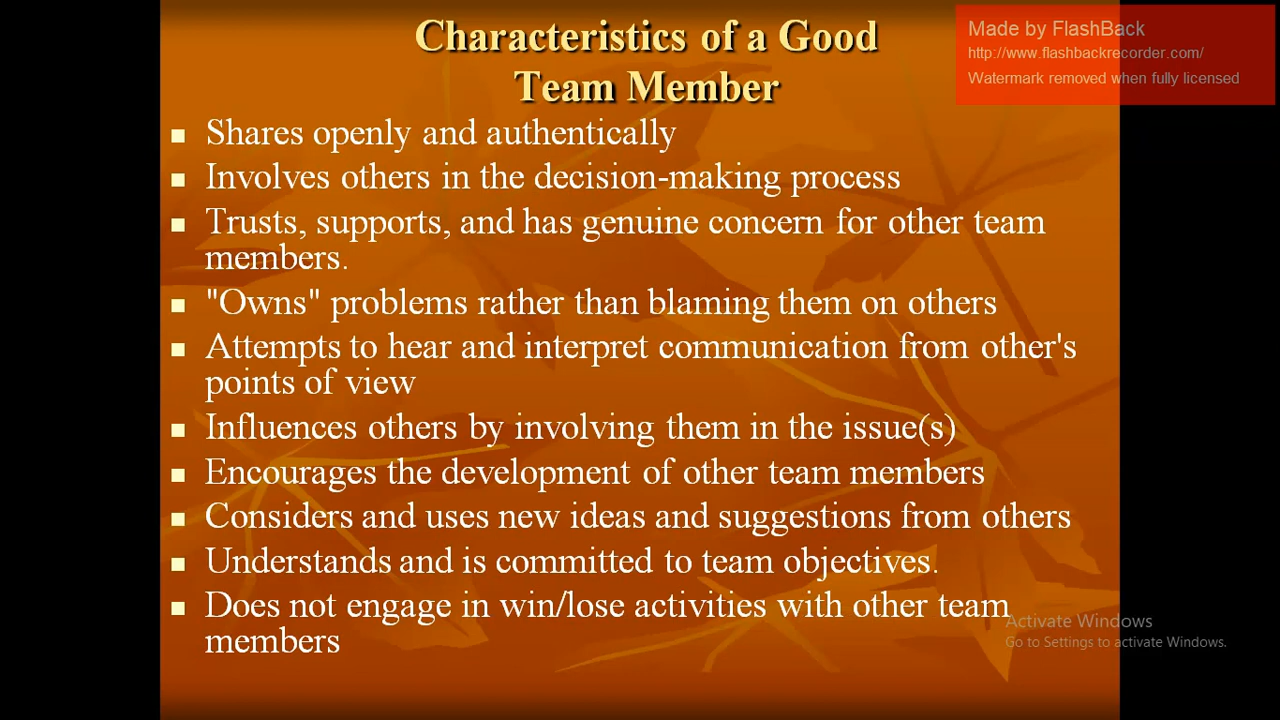 Characteristics of a Good
Team Member
Made by FlashBack
http://www.flashbackrecorder.com/
Watermark removed when fully licensed
■ Shares openly and authentically
■ Involves others in the decision-making process
■ Trusts, supports, and has genuine concern for other team
members.
■ "Owns" problems rather than blaming them on others
■ Attempts to hear and interpret communication from other's
points of view
■ Influences others by involving them in the issue(s)
■ Encourages the development of other team members
■ Considers and uses new ideas and suggestions from others
■ Understands and is committed to team objectives.
■ Does not engage in win/lose activities with other team
members
Activate Windows
Go to Settings to activate Windows.